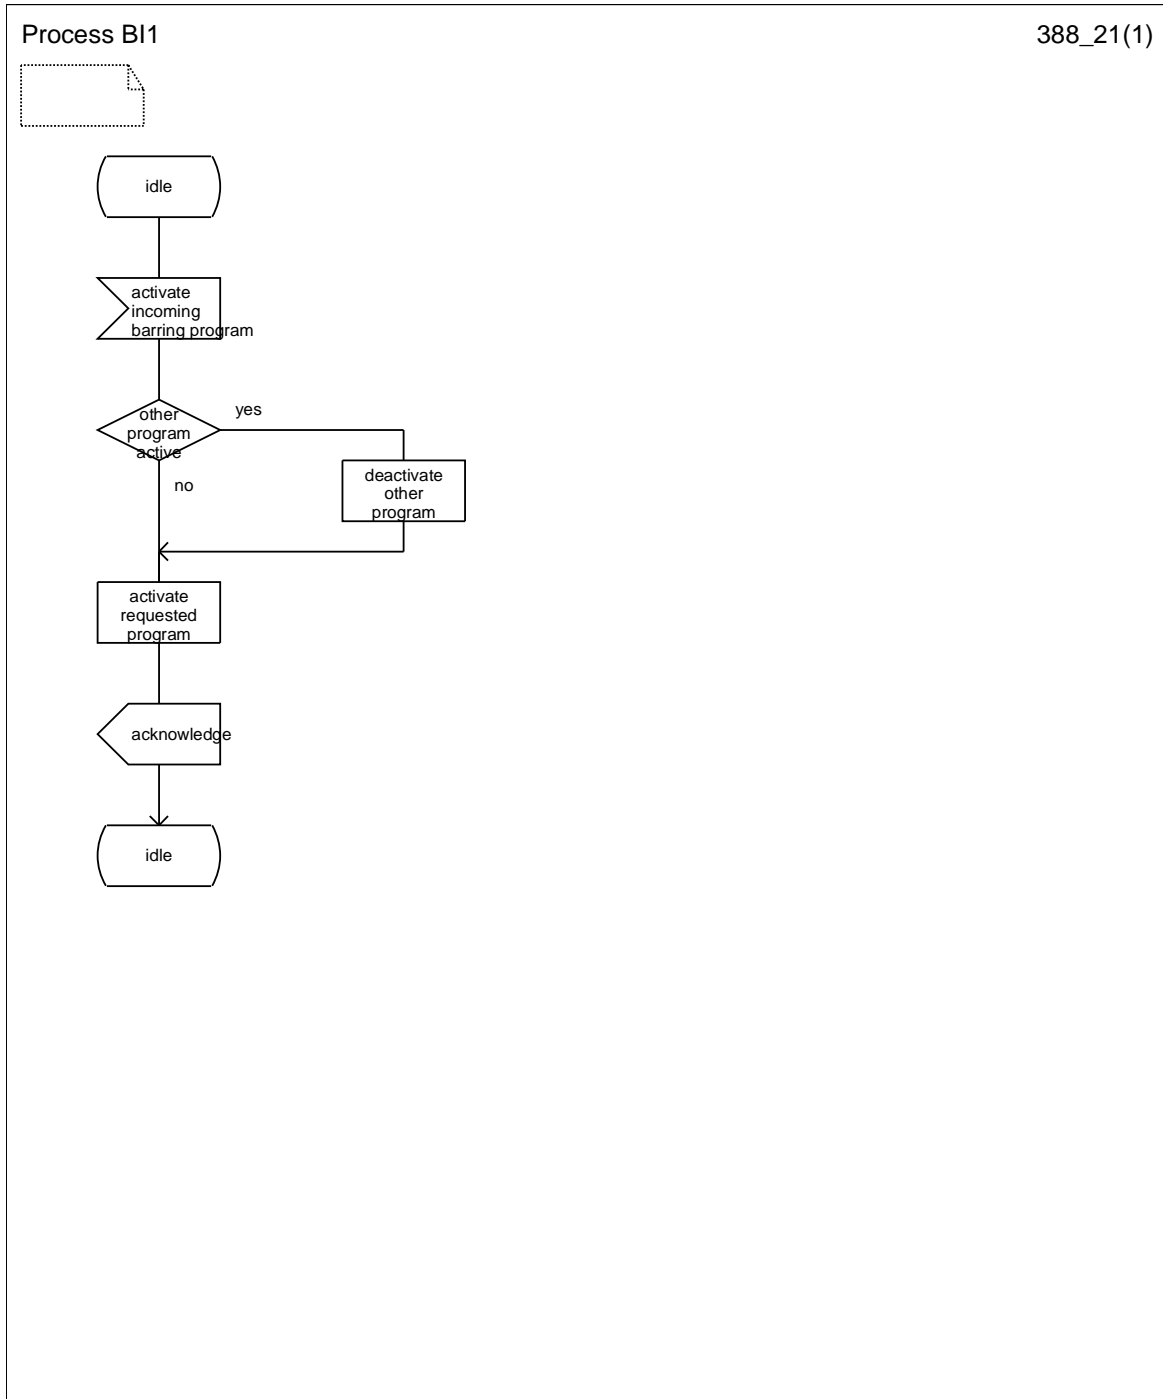 Process BI1
388_21(1)
idle
activate
incoming
barring program
other
program
active
yes
no
deactivate
other
program
activate
requested
program
acknowledge
idle